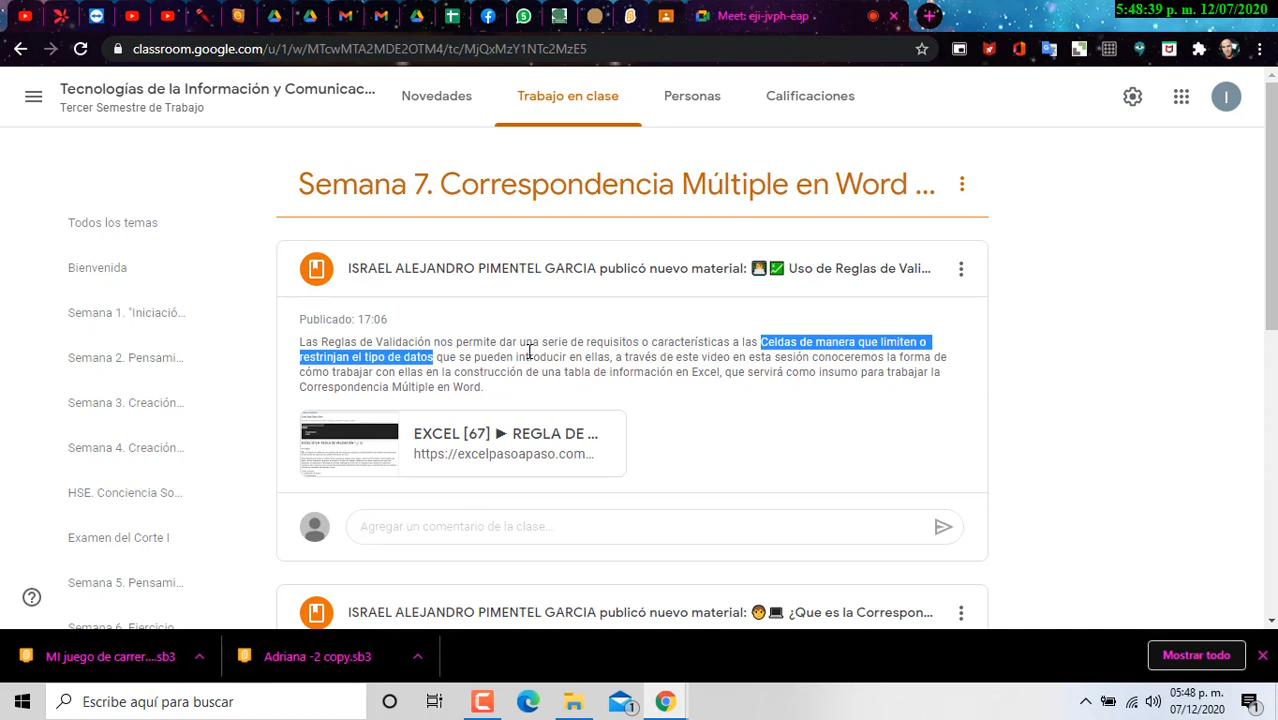 5:48:39 p. m. 12/07/2020
Meet: eji-jvph-eap
classroom.google.com/u/1/w/MTcwMTA2MDE2OTM4/tc/MjQxMzY1NTc2MzE5
Tecnologías de la Información y Comunicac...
Tercer Semestre de Trabajo
Novedades
Trabajo en clase
Personas
Calificaciones
I
Semana 7. Correspondencia Múltiple en Word ...
Todos los temas
Bienvenida
Semana 1. "Iniciació...
Semana 2. Pensami...
Semana 3. Creación...
Semana 4. Creación...
HSE. Conciencia So...
Examen del Corte I
Semana 5. Pensami...
Semana 6. Ejercicio
ISRAEL ALEJANDRO PIMENTEL GARCIA publicó nuevo material: Uso de Reglas de Vali...
Publicado: 17:06
Las Reglas de Validación nos permite dar una serie de requisitos o características a las Celdas de manera que limiten o
restrinjan el tipo de datos que se pueden introducir en ellas, a través de este video en esta sesión conoceremos la forma de
cómo trabajar con ellas en la construcción de una tabla de información en Excel, que servirá como insumo para trabajar la
Correspondencia Múltiple en Word.
EXCEL [67] ► REGLA DE ...
https://excelpasoapaso.com...
Agregar un comentario de la clase...
ISRAEL ALEJANDRO PIMENTEL GARCIA publicó nuevo material: ¿Que es la Correspon...
MI juego de carrer....sb3
Adriana -2 copy.sb3
Mostrar todo
Escribe aquí para buscar
1
05:48 p. m.
07/12/2020
1